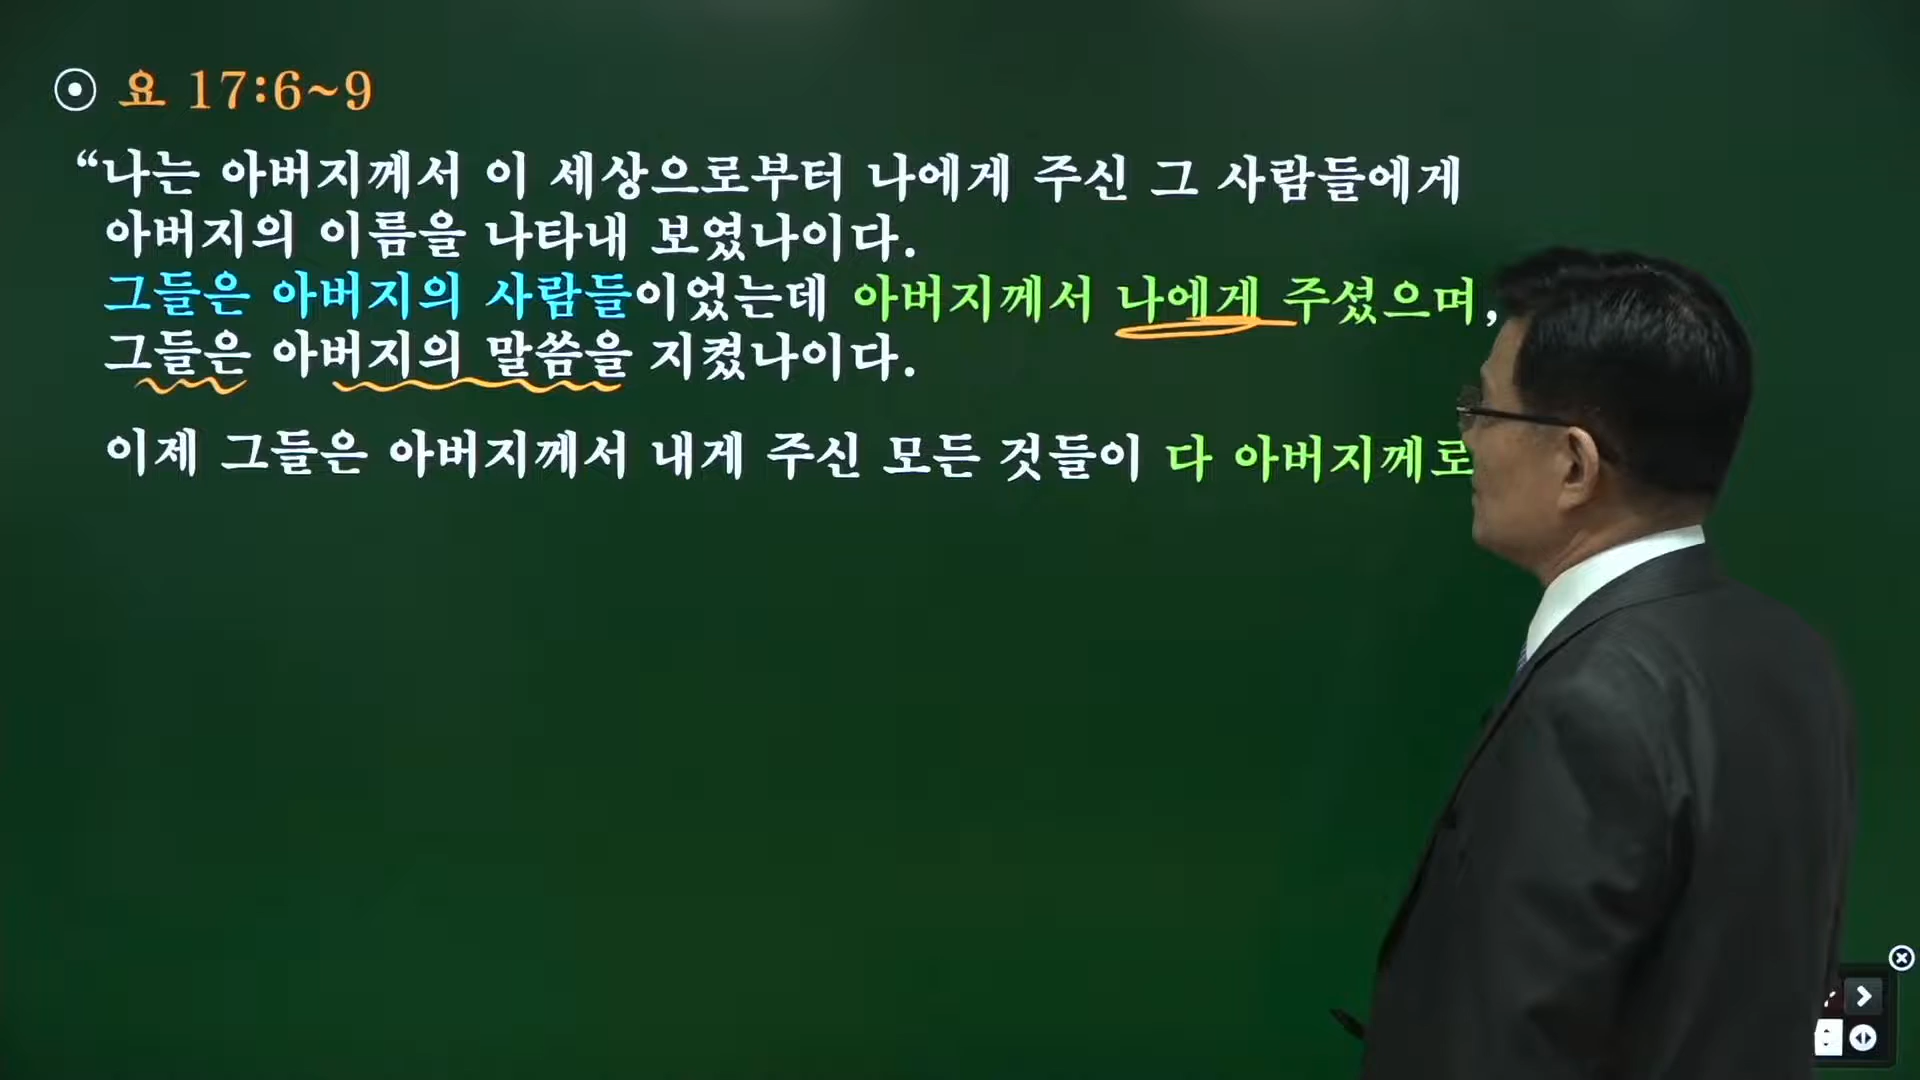 ⊙ 요 17:6~9
“나는 아버지께서 이 세상으로부터 나에게 주신 그 사람들에게
아버지의 이름을 나타내 보였나이다.
그들은 아버지의 사람들이었는데 아버지께서 나에게 주셨으며,
그들은 아버지의 말씀을 지켰나이다.
이제 그들은 아버지께서 내게 주신 모든 것들이 다 아버지께로